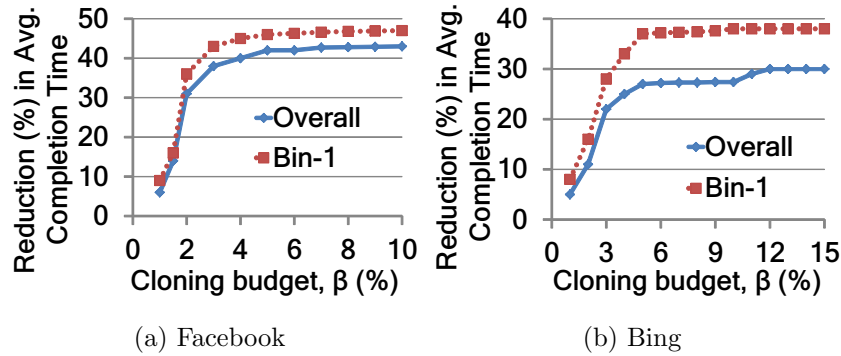 Reduction (%) in Avg.
Completion Time
50
40
30
20
10
0
Overall
Bin-1
0 2 4 6 8 10
Cloning budget, β (%)
(a) Facebook
Reduction (%) in Avg.
Completion Time
40
30
20
10
0
Overall
Bin-1
0 3 6 9 12 15
Cloning budget, β (%)
(b) Bing